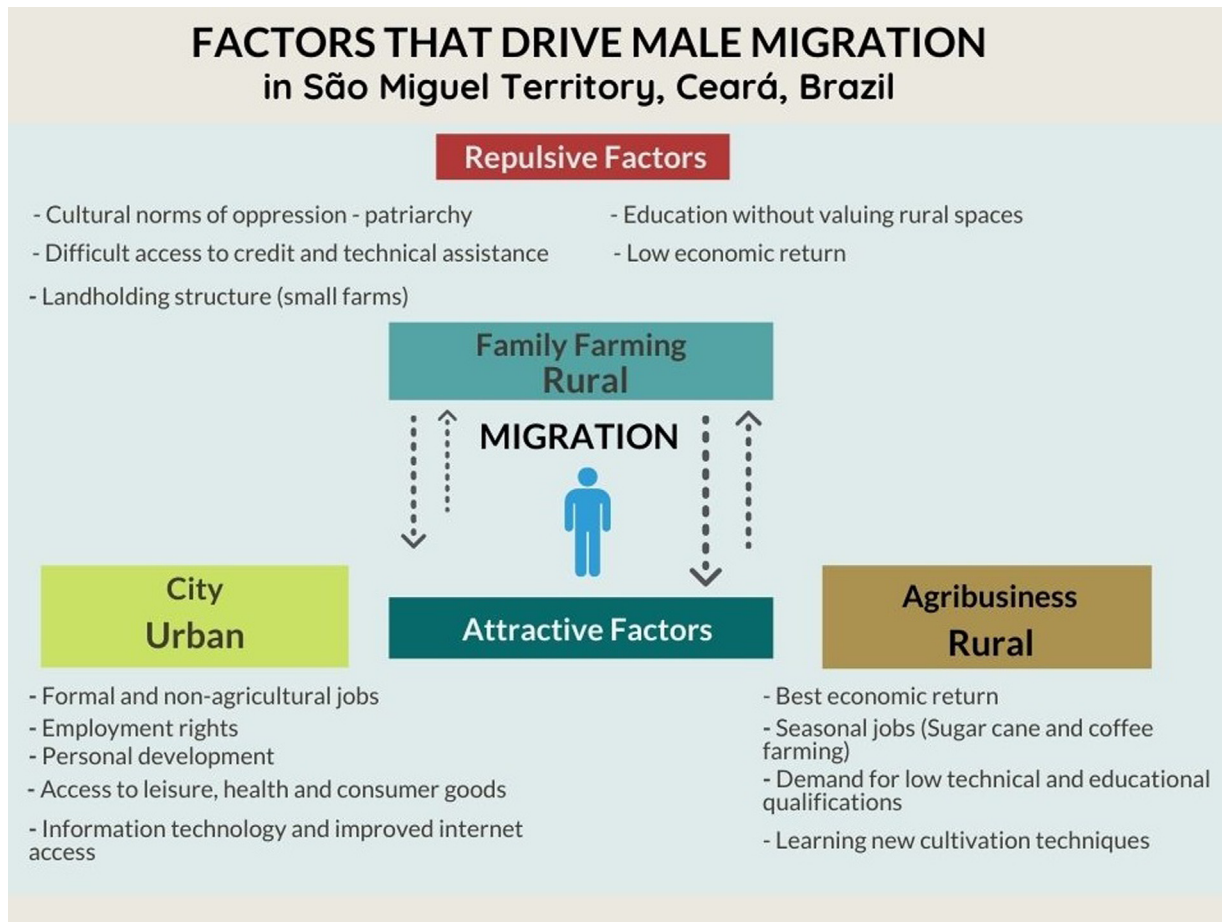 FACTORS THAT DRIVE MALE MIGRATION
in São Miguel Territory, Ceará, Brazil
Repulsive Factors
- Cultural norms of oppression - patriarchy
- Difficult access to credit and technical assistance
- Landholding structure (small farms)
- Education without valuing rural spaces
- Low economic return
Family Farming
Rural
MIGRATION
City
Urban
Attractive Factors
Agribusiness
Rural
- Formal and non-agricultural jobs
- Employment rights
- Personal development
- Access to leisure, health and consumer goods
- Information technology and improved internet
access
- Best economic return
- Seasonal jobs (Sugar cane and coffee
farming)
- Demand for low technical and educational
qualifications
- Learning new cultivation techniques